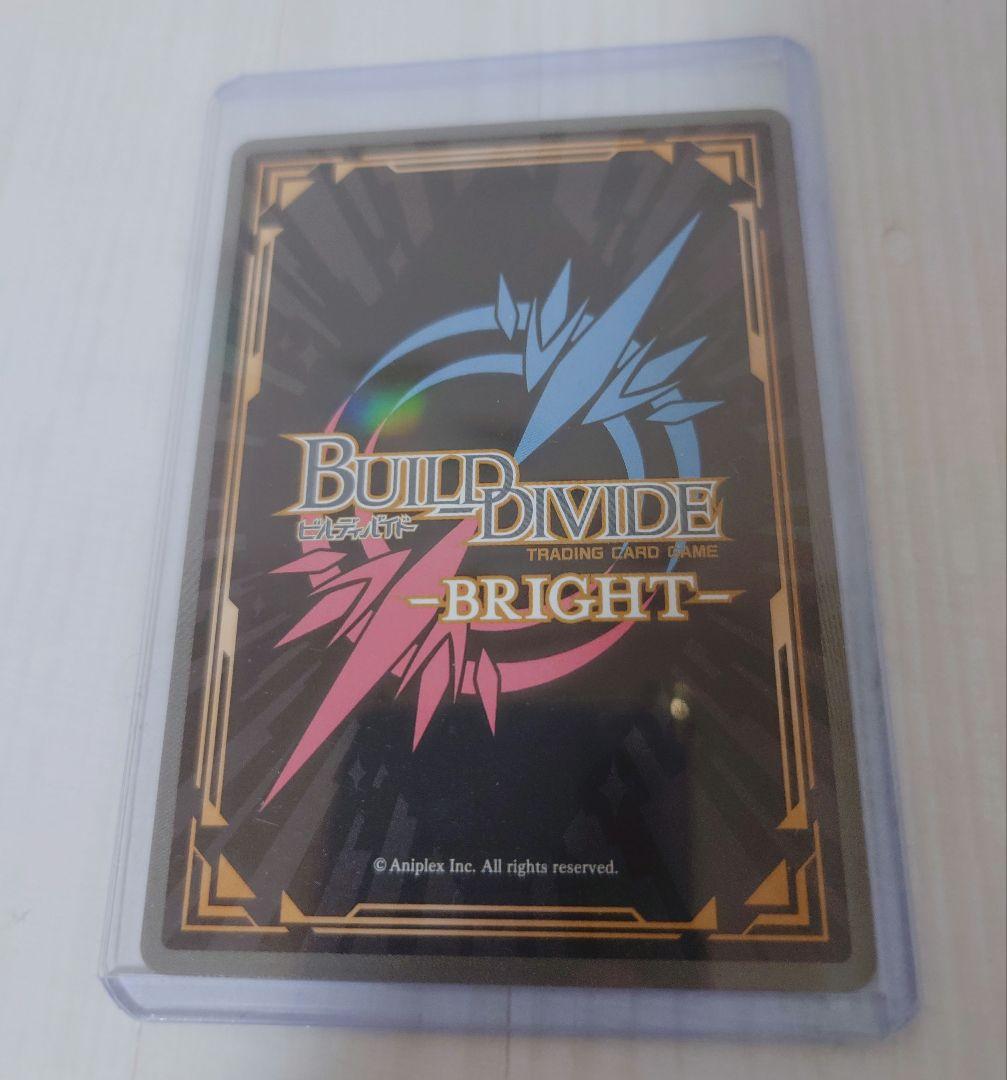 BUILD DIVIDE
ビルディバイド
TRADING CARD GAME
-BRIGHT-
© Aniplex Inc. All rights reserved.